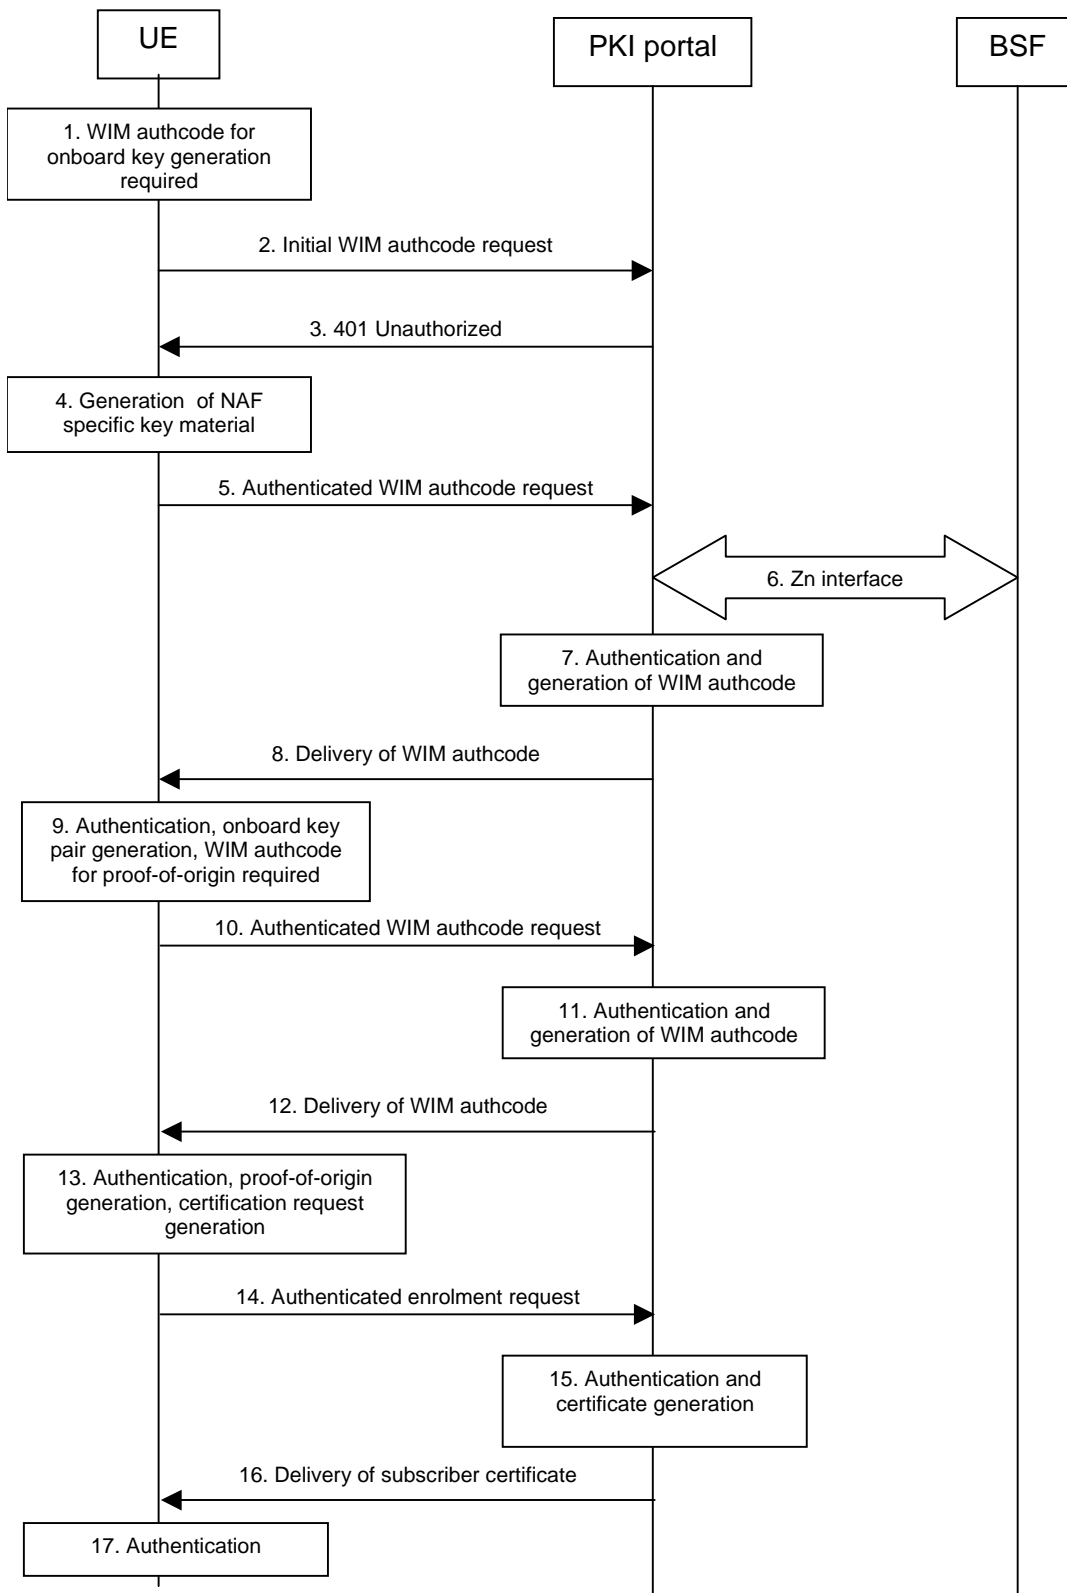 UE
PKI portal
BSF
1. WIM authcode for
onboard key generation
required
2. Initial WIM authcode request
3. 401 Unauthorized
4. Generation of NAF
specific key material
5. Authenticated WIM authcode request
6. Zn interface
7. Authentication and
generation of WIM authcode
8. Delivery of WIM authcode
9. Authentication, onboard key
pair generation, WIM authcode
for proof-of-origin required
10. Authenticated WIM authcode request
11. Authentication and
generation of WIM authcode
12. Delivery of WIM authcode
13. Authentication, proof-of-origin
generation, certification request
generation
14. Authenticated enrolment request
15. Authentication and
certificate generation
16. Delivery of subscriber certificate
17. Authentication